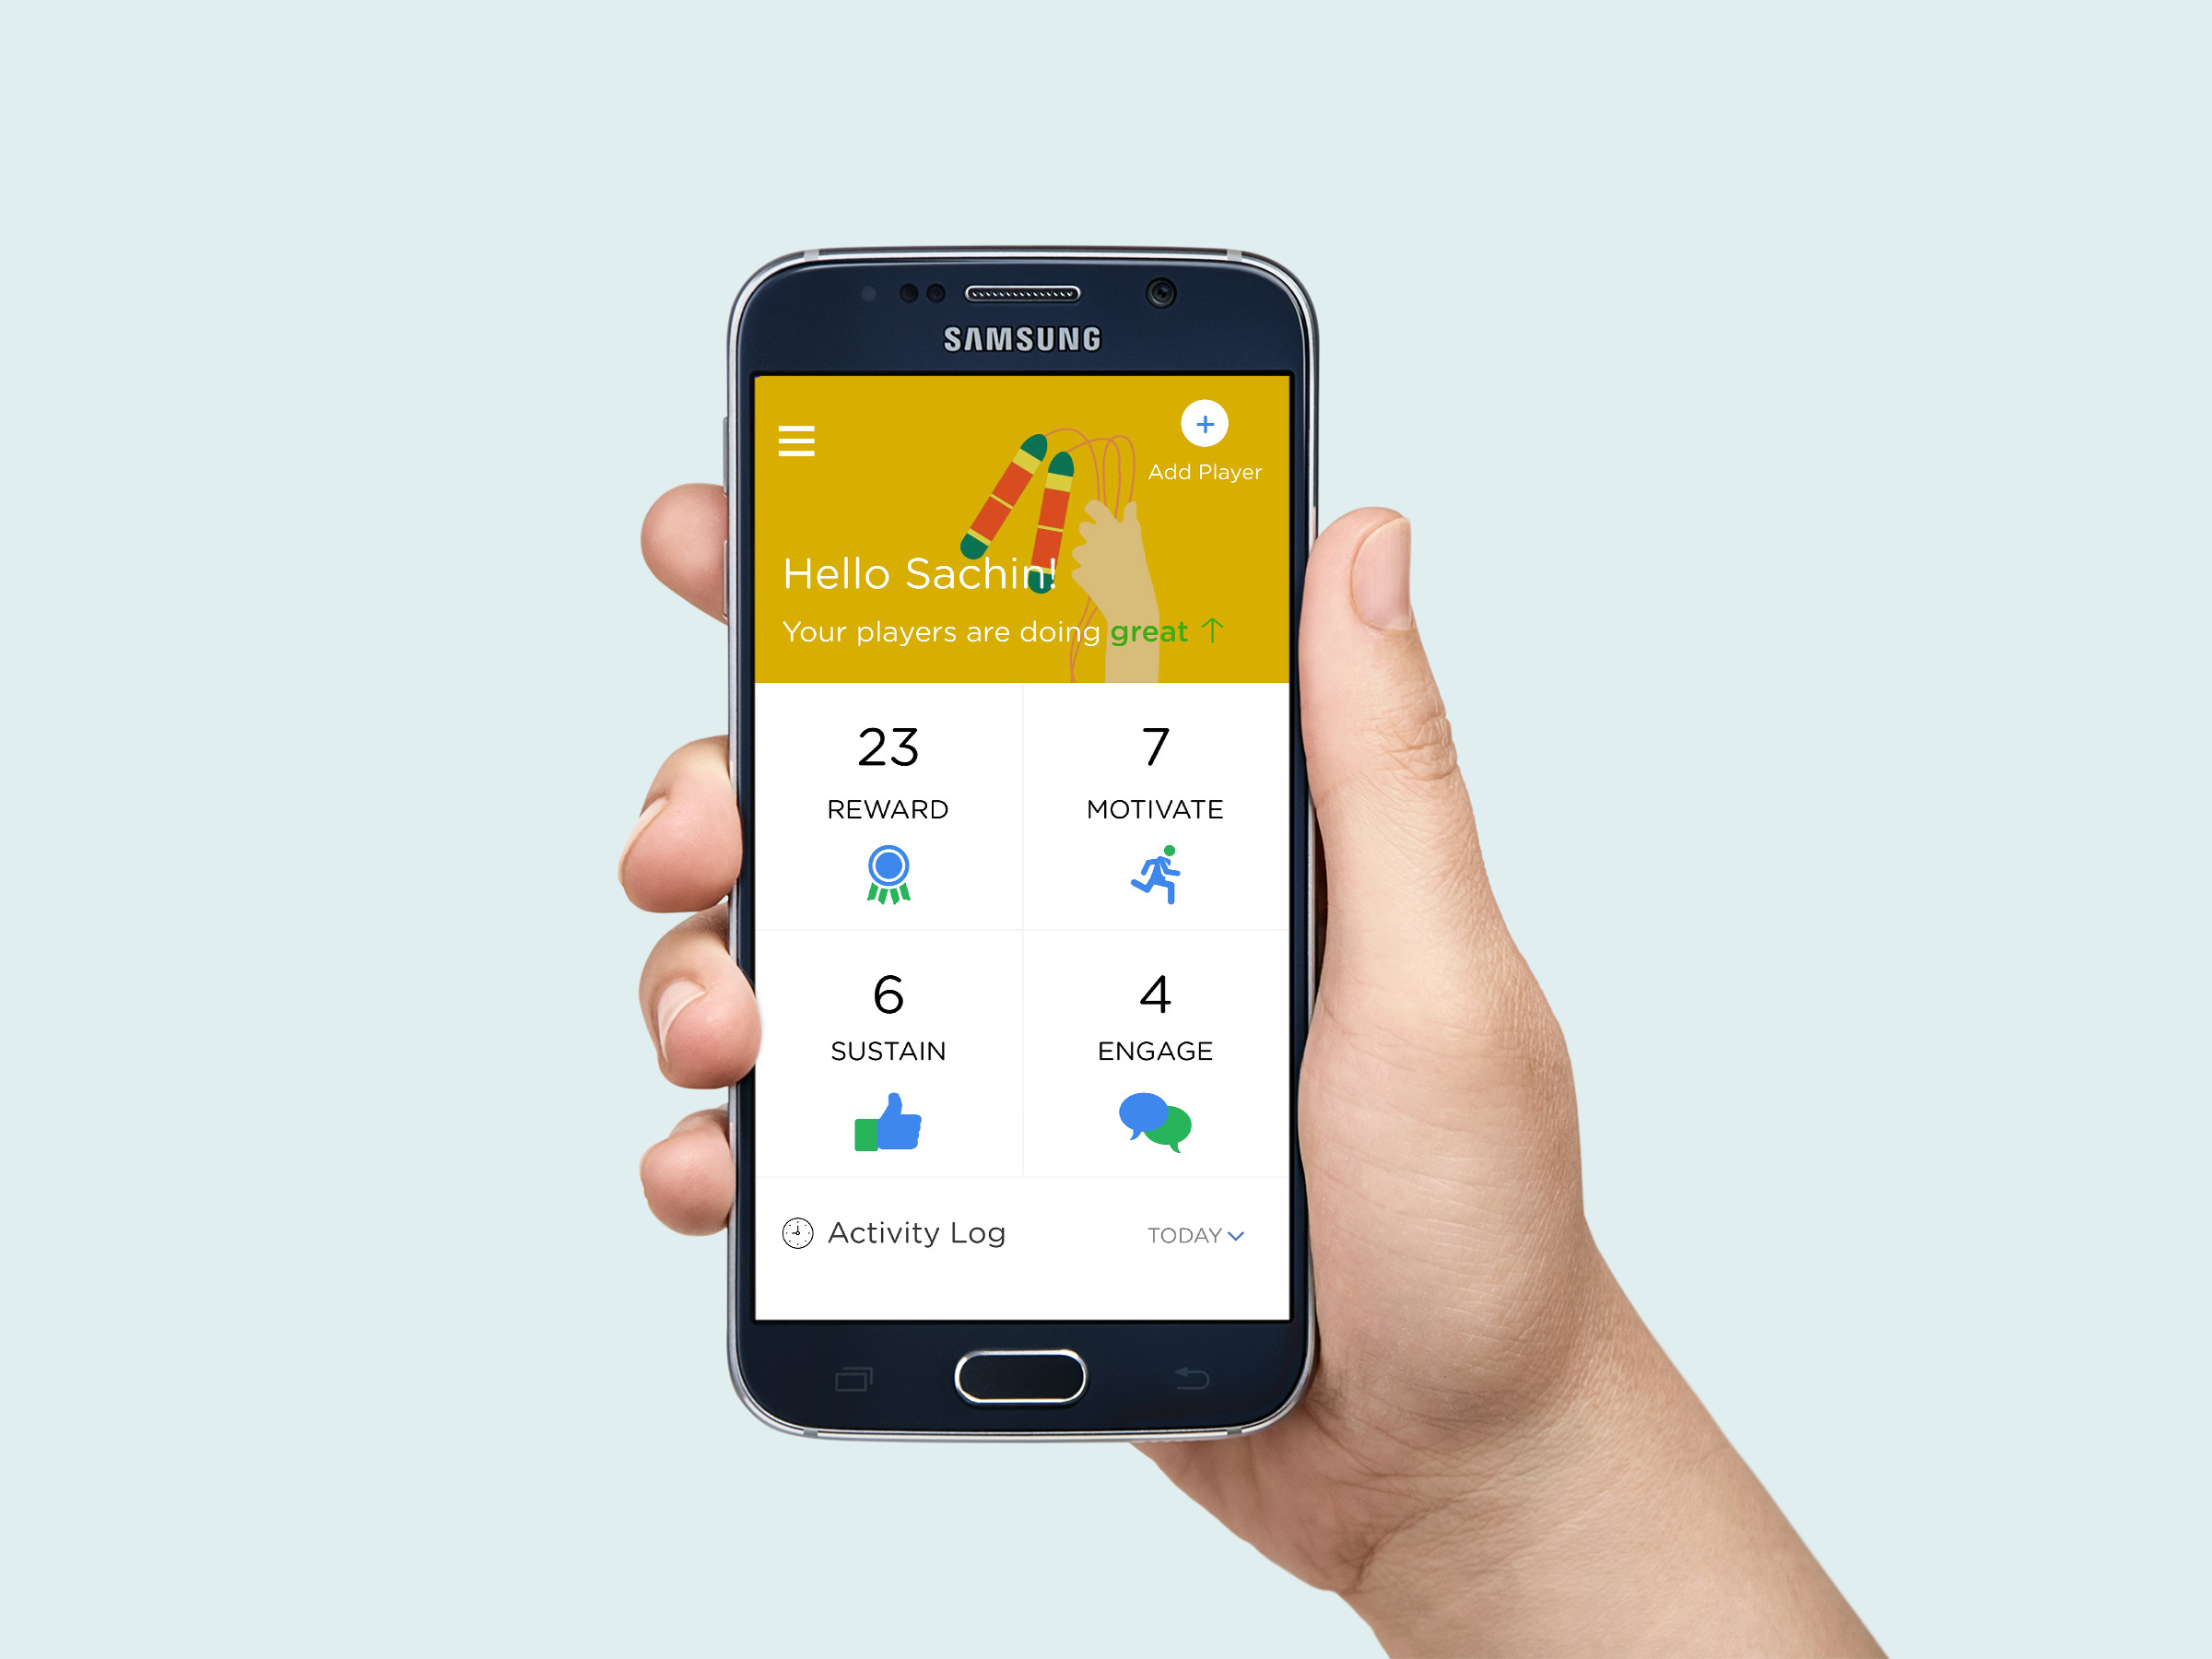 SAMSUNG
+
Add Player
Hello Sachin!
Your players are doing great ↑
23
REWARD
7
MOTIVATE
6
SUSTAIN
4
ENGAGE
Activity Log
TODAY